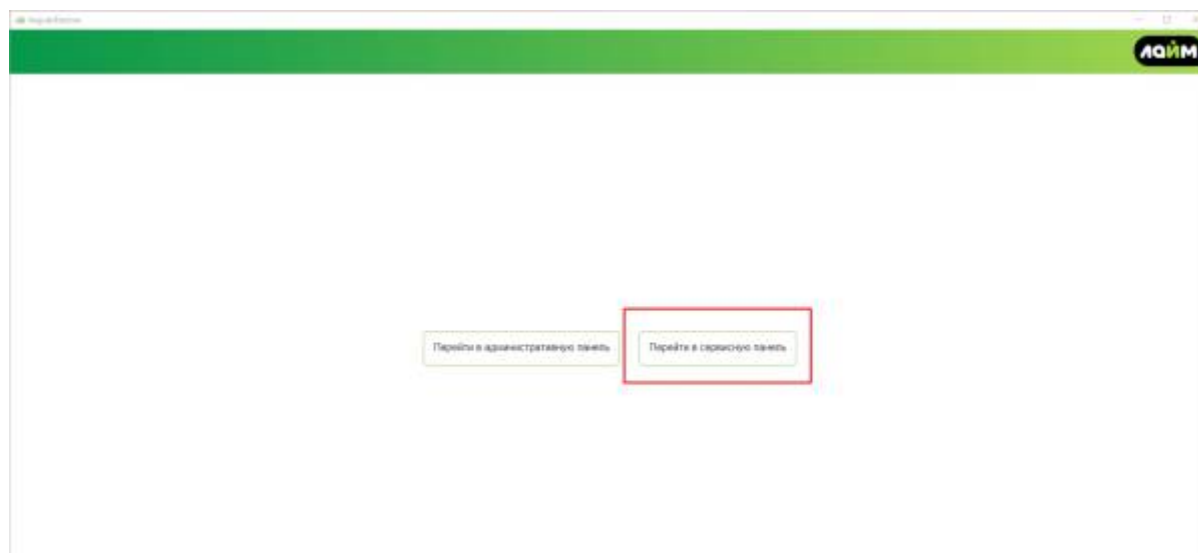 лайм
Перейти в административную панель
Перейти в сервисную панель